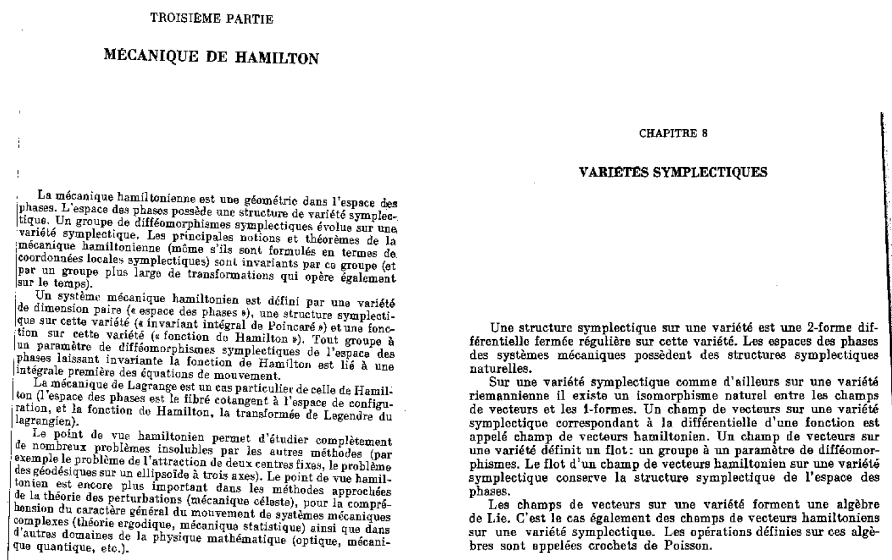 TROISIÈME PARTIE
MÉCANIQUE DE HAMILTON
La mécanique hamiltonienne est une géométrie dans l'espace des
phases. L'espace des phases possède une structure de variété symplec-
tique. Un groupe de difféomorphismes symplectiques évolue sur une
variété symplectique. Les principales notions et théorèmes de la
mécanique hamiltonienne (même s'ils sont formulés en termes de
coordonnées locales symplectiques) sont invariants par ce groupe (et
par un groupe plus large de transformations qui opère également
sur le temps).
Un système mécanique hamiltonien est défini par une variété
de dimension paire (« espace des phases »), une structure symplecti-
que sur cette variété (« invariant intégral de Poincaré ») et une fonc-
tion sur cette variété (« fonction de Hamilton »). Tout groupe à
un paramètre de difféomorphismes symplectiques de l'espace des
phases laissant invariante la fonction de Hamilton est lié à une
intégrale première des équations de mouvement.
La mécanique de Lagrange est un cas particulier de celle de Hamil-
ton (l'espace des phases est le fibré cotangent à l'espace de configu-
ration, et la fonction de Hamilton, la transformée de Legendre du
lagrangien).
Le point de vue hamiltonien permet d'étudier complètement
de nombreux problèmes insolubles par les autres méthodes (par
exemple le problème de l'attraction de deux centres fixes, le problème
des géodésiques sur un ellipsoïde à trois axes). Le point de vue hamil-
tonien est encore plus important dans les méthodes approchées
de la théorie des perturbations (mécanique céleste), pour la compré-
hension du caractère général du mouvement de systèmes mécaniques
complexes (théorie ergodique, mécanique statistique) ainsi que dans
d'autres domaines de la physique mathématique (optique, mécani-
que quantique, etc.).
CHAPITRE 8
VARIÉTÉS SYMPLECTIQUES
Une structure symplectique sur une variété est une 2-forme dif-
férentielle fermée régulière sur cette variété. Les espaces des phases
des systèmes mécaniques possèdent des structures symplectiques
naturelles.
Sur une variété symplectique comme d'ailleurs sur une variété
riemannienne il existe un isomorphisme naturel entre les champs
de vecteurs et les 1-formes. Un champ de vecteurs sur une variété
symplectique correspondant à la différentielle d'une fonction est
appelé champ de vecteurs hamiltonien. Un champ de vecteurs sur
une variété définit un flot: un groupe à un paramètre de difféomor-
phismes. Le flot d'un champ de vecteurs hamiltonien sur une variété
symplectique conserve la structure symplectique de l'espace des
phases.
Les champs de vecteurs sur une variété forment une algèbre
de Lie. C'est le cas également des champs de vecteurs hamiltoniens
sur une variété symplectique. Les opérations définies sur ces algè-
bres sont appelées crochets de Poisson.